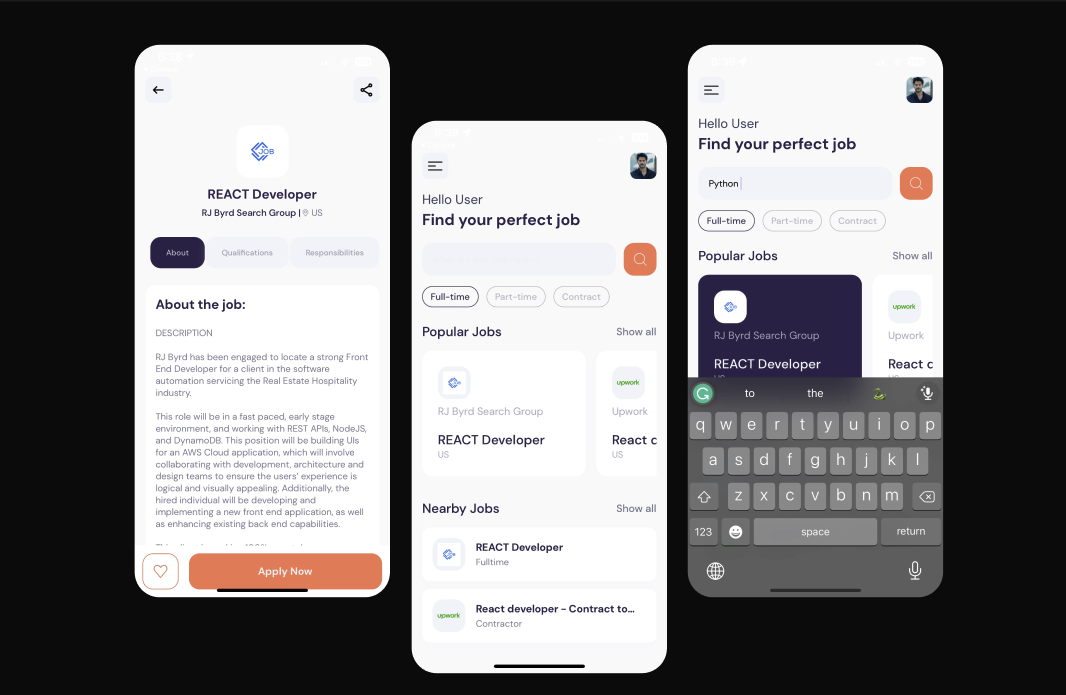 JOB
REACT Developer
RJ Byrd Search Group | US
About
Qualifications
Responsibilities
About the job:
DESCRIPTION
RJ Byrd has been engaged to locate a strong Front
End Developer for a client in the software
automation servicing the Real Estate Hospitality
industry.
This role will be in a fast paced, early stage
environment, and working with REST APIs, NodeJS,
and DynamoDB. This position will be building UIs
for an AWS Cloud application, which will involve
collaborating with development, architecture and
design teams to ensure the users' experience is
logical and visually appealing. Additionally, the
hired individual will be developing and
implementing a new front end application, as well
as enhancing existing back end capabilities.
Apply Now
Hello User
Find your perfect job
Full-time
Part-time
Contract
Popular Jobs
Show all
RJ Byrd Search Group
REACT Developer
US
upwork
Upwork
React d
US
Nearby Jobs
Show all
REACT Developer
Fulltime
upwork
React developer - Contract to...
Contractor
Hello User
Find your perfect job
Python
Full-time
Part-time
Contract
Popular Jobs
Show all
RJ Byrd Search Group
REACT Developer
upwork
Upwork
React d
to
the
q w e r t y u i o p
a s d f g h j k l
z x c v b n m
123
space
return